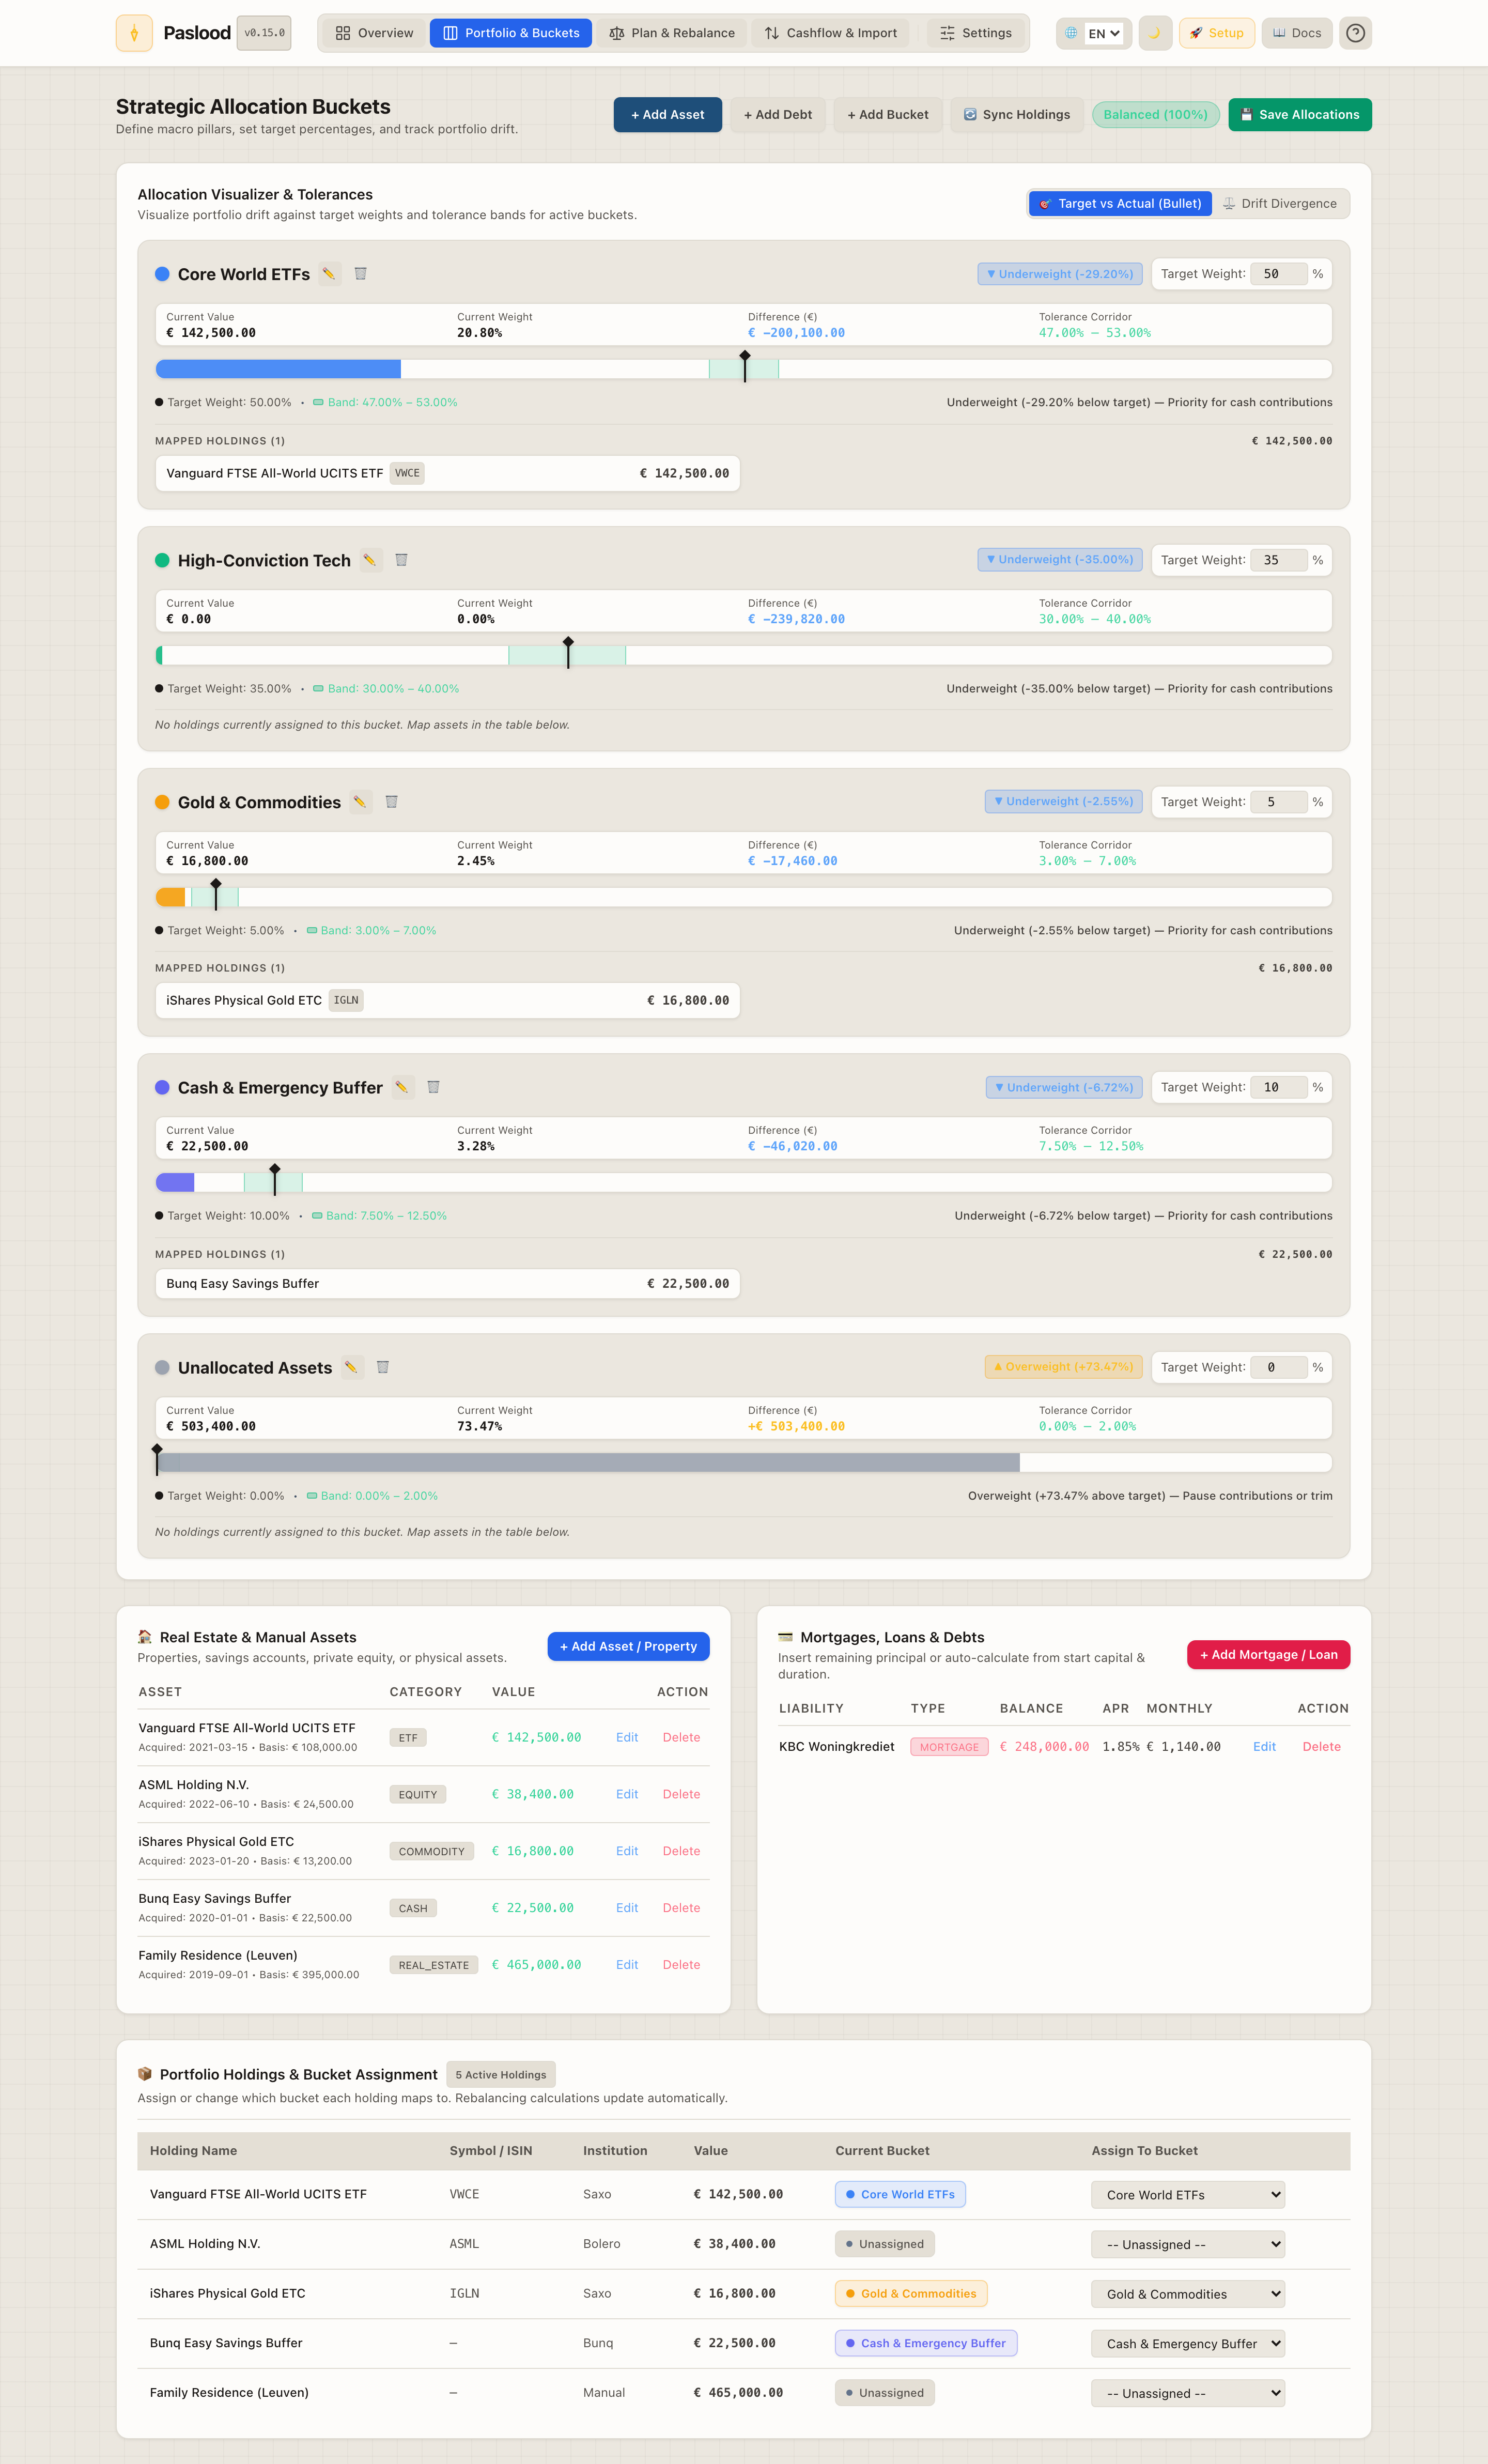 Paslood v0.15.0 Overview Portfolio & Buckets Plan & Rebalance Cashflow & Import Settings EN Setup Docs
Strategic Allocation Buckets
Define macro pillars, set target percentages, and track portfolio drift.
+ Add Asset + Add Debt + Add Bucket Sync Holdings Balanced (100%) Save Allocations
Allocation Visualizer & Tolerances
Visualize portfolio drift against target weights and tolerance bands for active buckets.
Target vs Actual (Bullet) Drift Divergence
Core World ETFs ▼ Underweight (-29.20%) Target Weight: 50 %
Current Value Current Weight Difference (€) Tolerance Corridor
€ 142,500.00 20.80% € −200,100.00 47.00% – 53.00%
Target Weight: 50.00% • Band: 47.00% – 53.00% Underweight (-29.20% below target) — Priority for cash contributions
MAPPED HOLDINGS (1) € 142,500.00
Vanguard FTSE All-World UCITS ETF VWCE € 142,500.00
High-Conviction Tech ▼ Underweight (-35.00%) Target Weight: 35 %
Current Value Current Weight Difference (€) Tolerance Corridor
€ 0.00 0.00% € −239,820.00 30.00% – 40.00%
Target Weight: 35.00% • Band: 30.00% – 40.00% Underweight (-35.00% below target) — Priority for cash contributions
No holdings currently assigned to this bucket. Map assets in the table below.
Gold & Commodities ▼ Underweight (-2.55%) Target Weight: 5 %
Current Value Current Weight Difference (€) Tolerance Corridor
€ 16,800.00 2.45% € −17,460.00 3.00% – 7.00%
Target Weight: 5.00% • Band: 3.00% – 7.00% Underweight (-2.55% below target) — Priority for cash contributions
MAPPED HOLDINGS (1) € 16,800.00
iShares Physical Gold ETC IGLN € 16,800.00
Cash & Emergency Buffer ▼ Underweight (-6.72%) Target Weight: 10 %
Current Value Current Weight Difference (€) Tolerance Corridor
€ 22,500.00 3.28% € −46,020.00 7.50% – 12.50%
Target Weight: 10.00% • Band: 7.50% – 12.50% Underweight (-6.72% below target) — Priority for cash contributions
MAPPED HOLDINGS (1) € 22,500.00
Bunq Easy Savings Buffer € 22,500.00
Unallocated Assets ▲ Overweight (+73.47%) Target Weight: 0 %
Current Value Current Weight Difference (€) Tolerance Corridor
€ 503,400.00 73.47% +€ 503,400.00 0.00% – 2.00%
Target Weight: 0.00% • Band: 0.00% – 2.00% Overweight (+73.47% above target) — Pause contributions or trim
No holdings currently assigned to this bucket. Map assets in the table below.
Real Estate & Manual Assets
Properties, savings accounts, private equity, or physical assets.
+ Add Asset / Property
ASSET CATEGORY VALUE ACTION
Vanguard FTSE All-World UCITS ETF ETF € 142,500.00 Edit Delete
Acquired: 2021-03-15 • Basis: € 108,000.00
ASML Holding N.V. EQUITY € 38,400.00 Edit Delete
Acquired: 2022-06-10 • Basis: € 24,500.00
iShares Physical Gold ETC COMMODITY € 16,800.00 Edit Delete
Acquired: 2023-01-20 • Basis: € 13,200.00
Bunq Easy Savings Buffer CASH € 22,500.00 Edit Delete
Acquired: 2020-01-01 • Basis: € 22,500.00
Family Residence (Leuven) REAL_ESTATE € 465,000.00 Edit Delete
Acquired: 2019-09-01 • Basis: € 395,000.00
Mortgages, Loans & Debts
Insert remaining principal or auto-calculate from start capital &
duration.
+ Add Mortgage / Loan
LIABILITY TYPE BALANCE APR MONTHLY ACTION
KBC Woningkrediet MORTGAGE € 248,000.00 1.85% € 1,140.00 Edit Delete
Portfolio Holdings & Bucket Assignment 5 Active Holdings
Assign or change which bucket each holding maps to. Rebalancing calculations update automatically.
Holding Name Symbol / ISIN Institution Value Current Bucket Assign To Bucket
Vanguard FTSE All-World UCITS ETF VWCE Saxo € 142,500.00 Core World ETFs Core World ETFs
ASML Holding N.V. ASML Bolero € 38,400.00 Unassigned -- Unassigned --
iShares Physical Gold ETC IGLN Saxo € 16,800.00 Gold & Commodities Gold & Commodities
Bunq Easy Savings Buffer — Bunq € 22,500.00 Cash & Emergency Buffer Cash & Emergency Buffer
Family Residence (Leuven) — Manual € 465,000.00 Unassigned -- Unassigned --